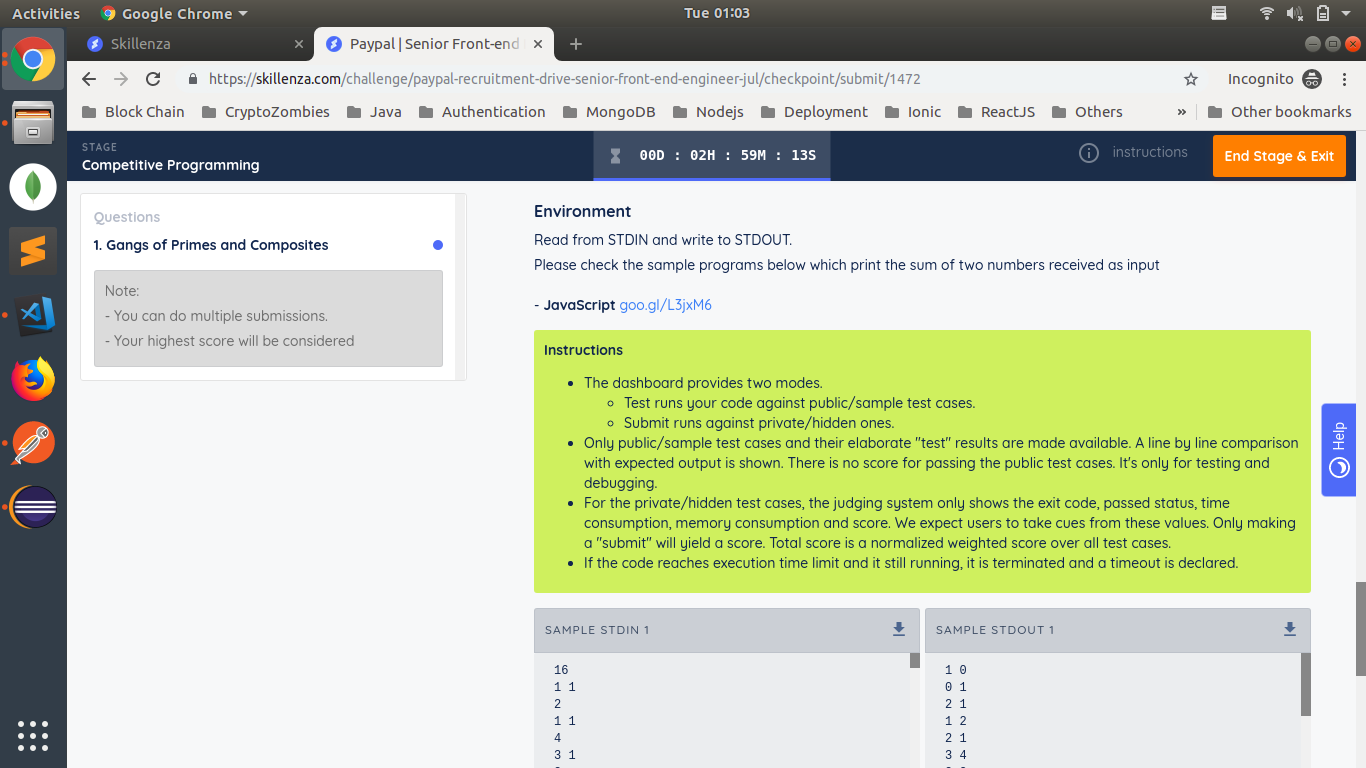 Activities
Google Chrome
Tue 01:03
Skillenza
Paypal | Senior Front-end
https://skillenza.com/challenge/paypal-recruitment-drive-senior-front-end-engineer-jul/checkpoint/submit/1472
Incognito
Block Chain
CryptoZombies
Java
Authentication
MongoDB
Nodejs
Deployment
Ionic
ReactJS
Others
»
Other bookmarks
STAGE
Competitive Programming
00D : 02H : 59M : 13S
instructions
End Stage & Exit
Questions
1. Gangs of Primes and Composites
Note:
- You can do multiple submissions.
- Your highest score will be considered
Environment
Read from STDIN and write to STDOUT.
Please check the sample programs below which print the sum of two numbers received as input
- JavaScript goo.gl/L3jxM6
Instructions
• The dashboard provides two modes.
◦ Test runs your code against public/sample test cases.
◦ Submit runs against private/hidden ones.
• Only public/sample test cases and their elaborate "test" results are made available. A line by line comparison
with expected output is shown. There is no score for passing the public test cases. It's only for testing and
debugging.
• For the private/hidden test cases, the judging system only shows the exit code, passed status, time
consumption, memory consumption and score. We expect users to take cues from these values. Only making
a "submit" will yield a score. Total score is a normalized weighted score over all test cases.
• If the code reaches execution time limit and it still running, it is terminated and a timeout is declared.
Help
SAMPLE STDIN 1
16
1 1
2
1 1
4
3 1
SAMPLE STDOUT 1
1 0
0 1
2 1
1 2
2 1
3 4